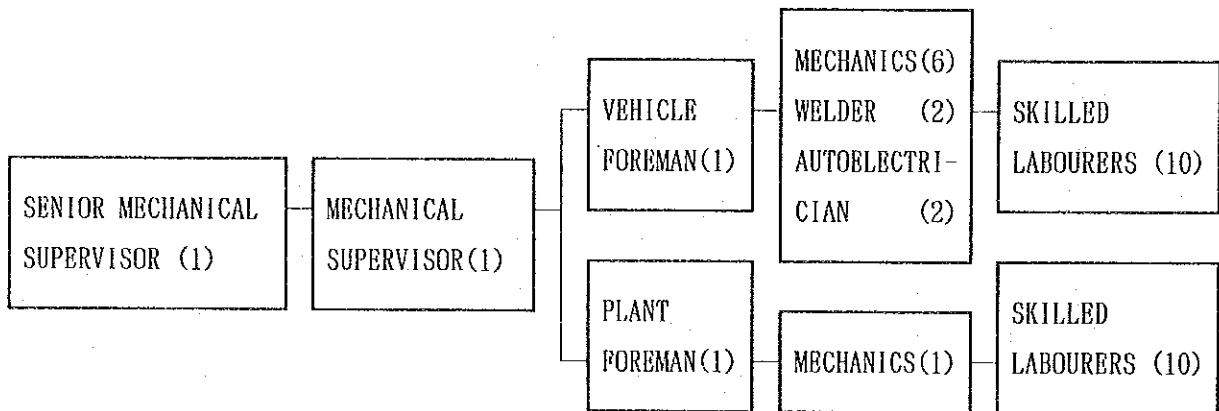 SENIOR MECHANICAL
SUPERVISOR (1)
MECHANICAL
SUPERVISOR(1)
VEHICLE
FOREMAN(1)
MECHANICS(6)
WELDER (2)
AUTOELECTRI-
CIAN (2)
SKILLED
LABOURERS (10)
PLANT
FOREMAN(1)
MECHANICS(1)
SKILLED
LABOURERS (10)